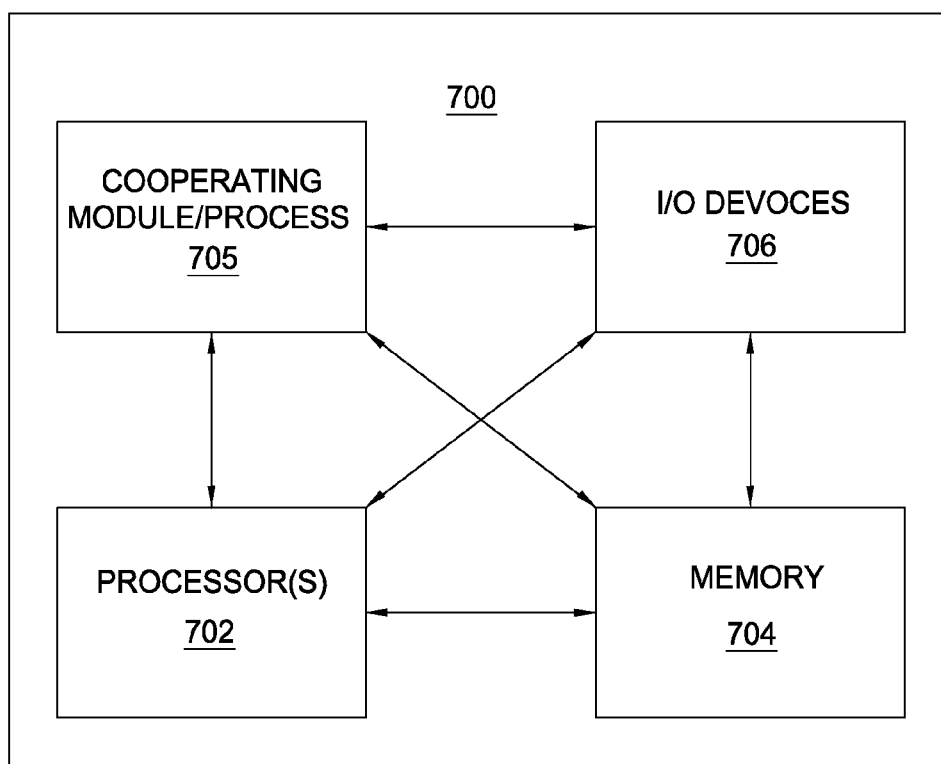 700
COOPERATING
MODULE/PROCESS
705
I/O DEVOCES
706
PROCESSOR(S)
702
MEMORY
704